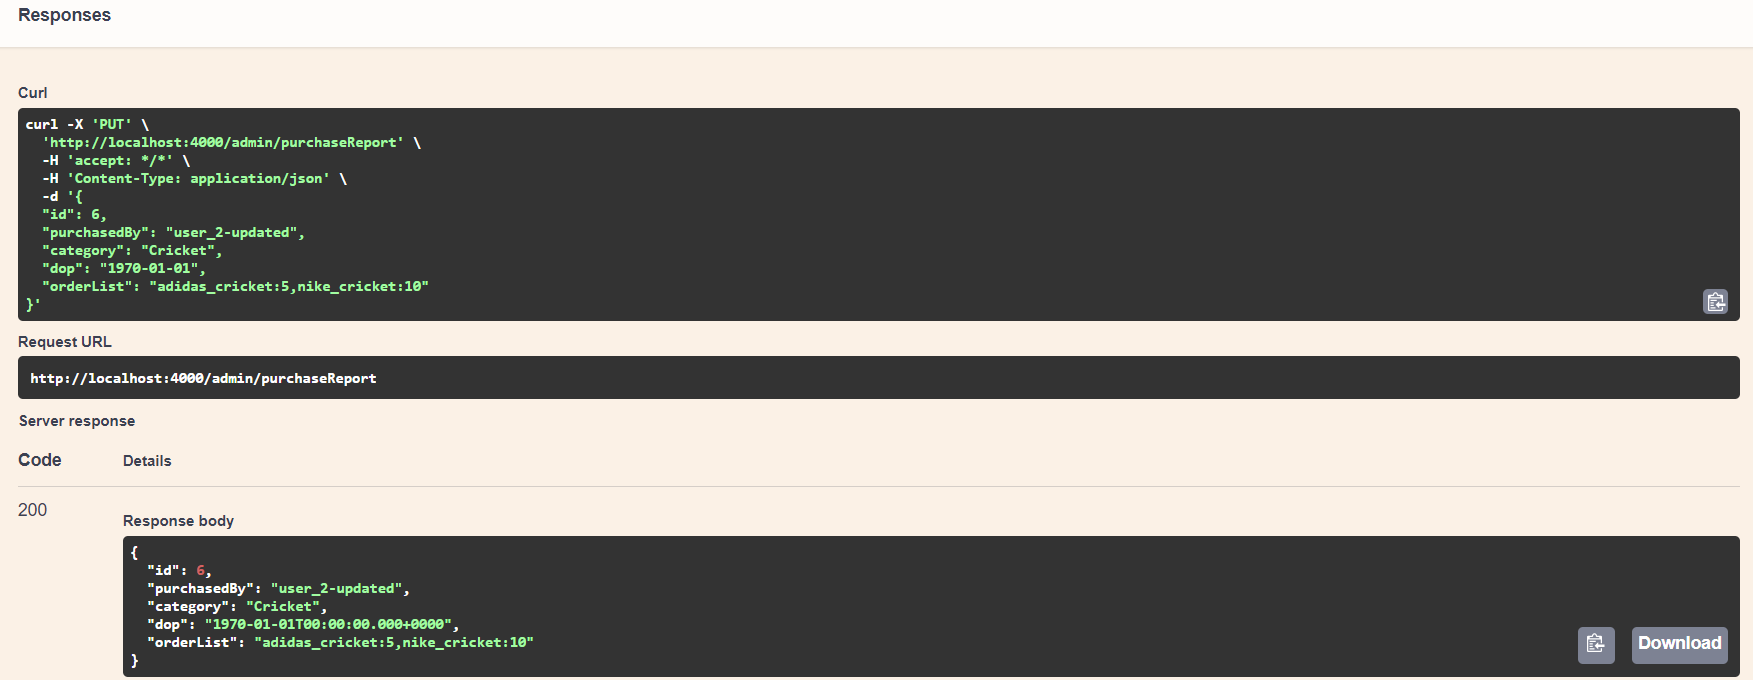 Responses
Curl
curl -X 'PUT' \
  'http://localhost:4000/admin/purchaseReport' \
  -H 'accept: */*' \
  -H 'Content-Type: application/json' \
  -d '{
  "id": 6,
  "purchasedBy": "user_2-updated",
  "category": "Cricket",
  "dop": "1970-01-01",
  "orderList": "adidas_cricket:5,nike_cricket:10"
}'
Request URL
http://localhost:4000/admin/purchaseReport
Server response
Code Details
200
Response body
{
  "id": 6,
  "purchasedBy": "user_2-updated",
  "category": "Cricket",
  "dop": "1970-01-01T00:00:00.000+0000",
  "orderList": "adidas_cricket:5,nike_cricket:10"
}
Download